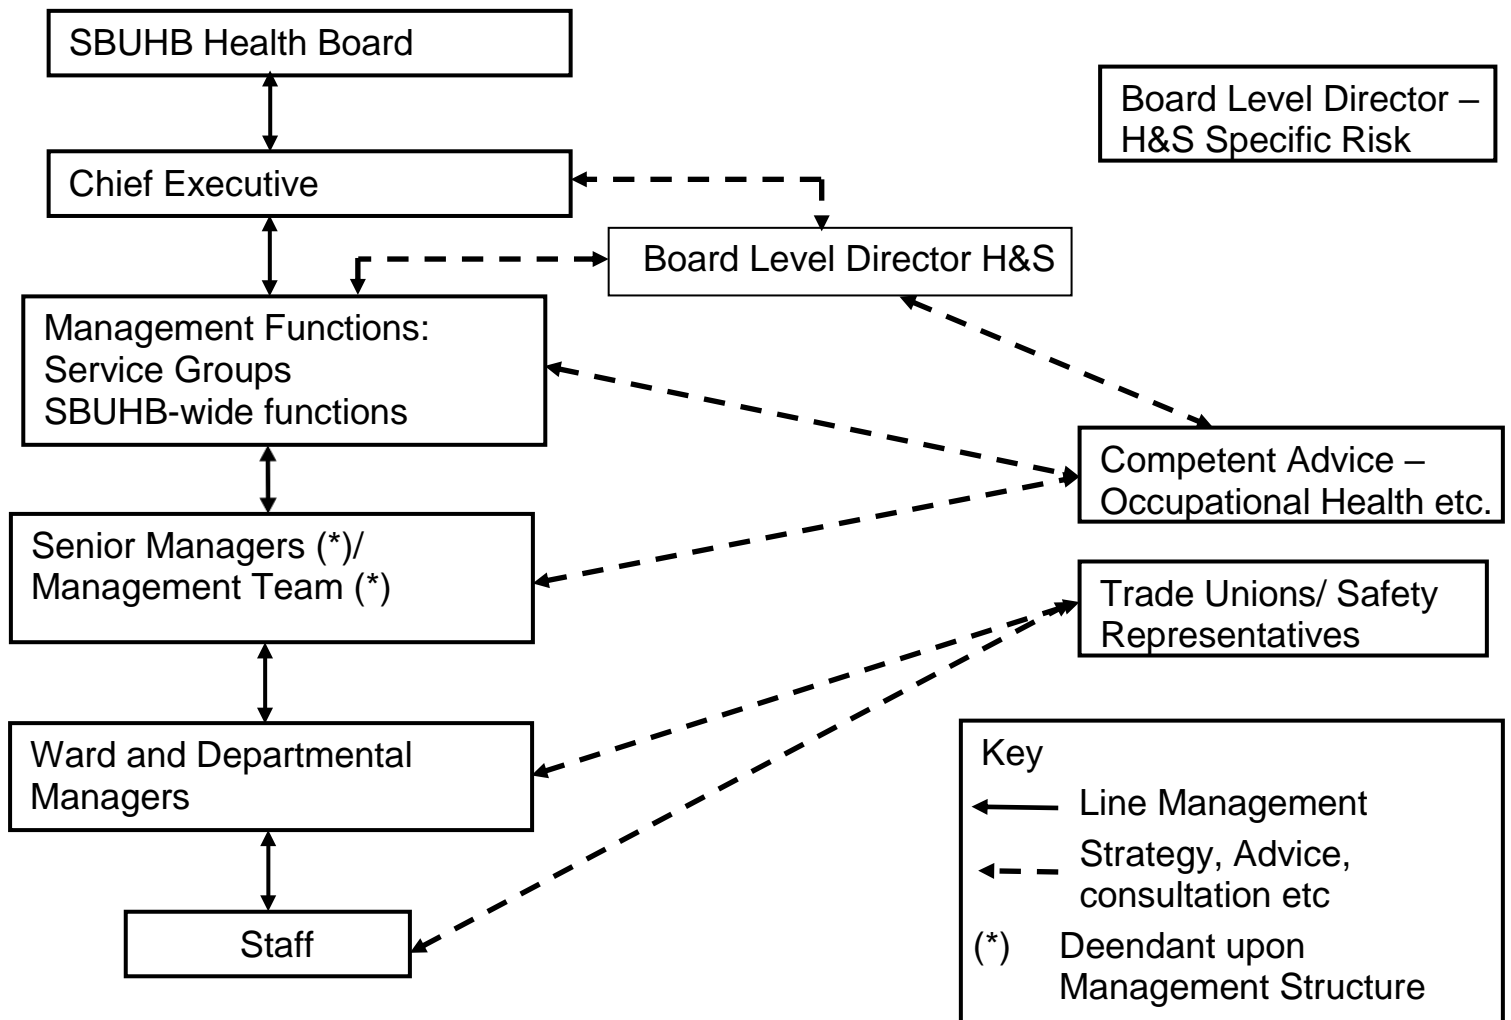 SBUHB Health Board
Board Level Director –
H&S Specific Risk
Chief Executive
Board Level Director H&S
Management Functions:
Service Groups
SBUHB-wide functions
Competent Advice –
Occupational Health etc.
Senior Managers (*)/
Management Team (*)
Trade Unions/ Safety
Representatives
Ward and Departmental
Managers
Staff
Key
Line Management
Strategy, Advice,
consultation etc
(*) Deendant upon
Management Structure